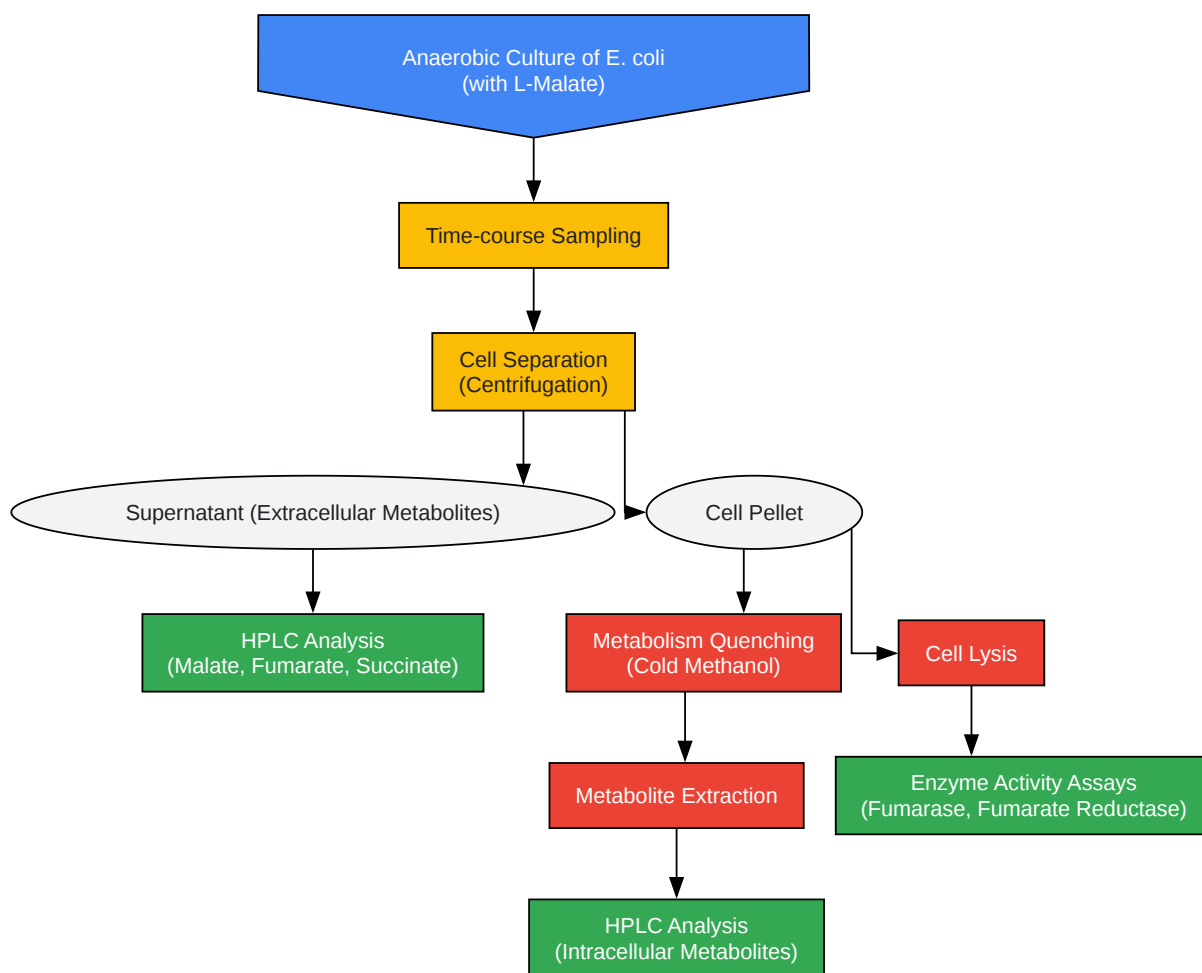 Anaerobic Culture of E. coli
(with L-Malate)
Time-course Sampling
Cell Separation
(Centrifugation)
Supernatant (Extracellular Metabolites)
Cell Pellet
HPLC Analysis
(Malate, Fumarate, Succinate)
Metabolism Quenching
(Cold Methanol)
Cell Lysis
Metabolite Extraction
Enzyme Activity Assays
(Fumarase, Fumarate Reductase)
HPLC Analysis
(Intracellular Metabolites)